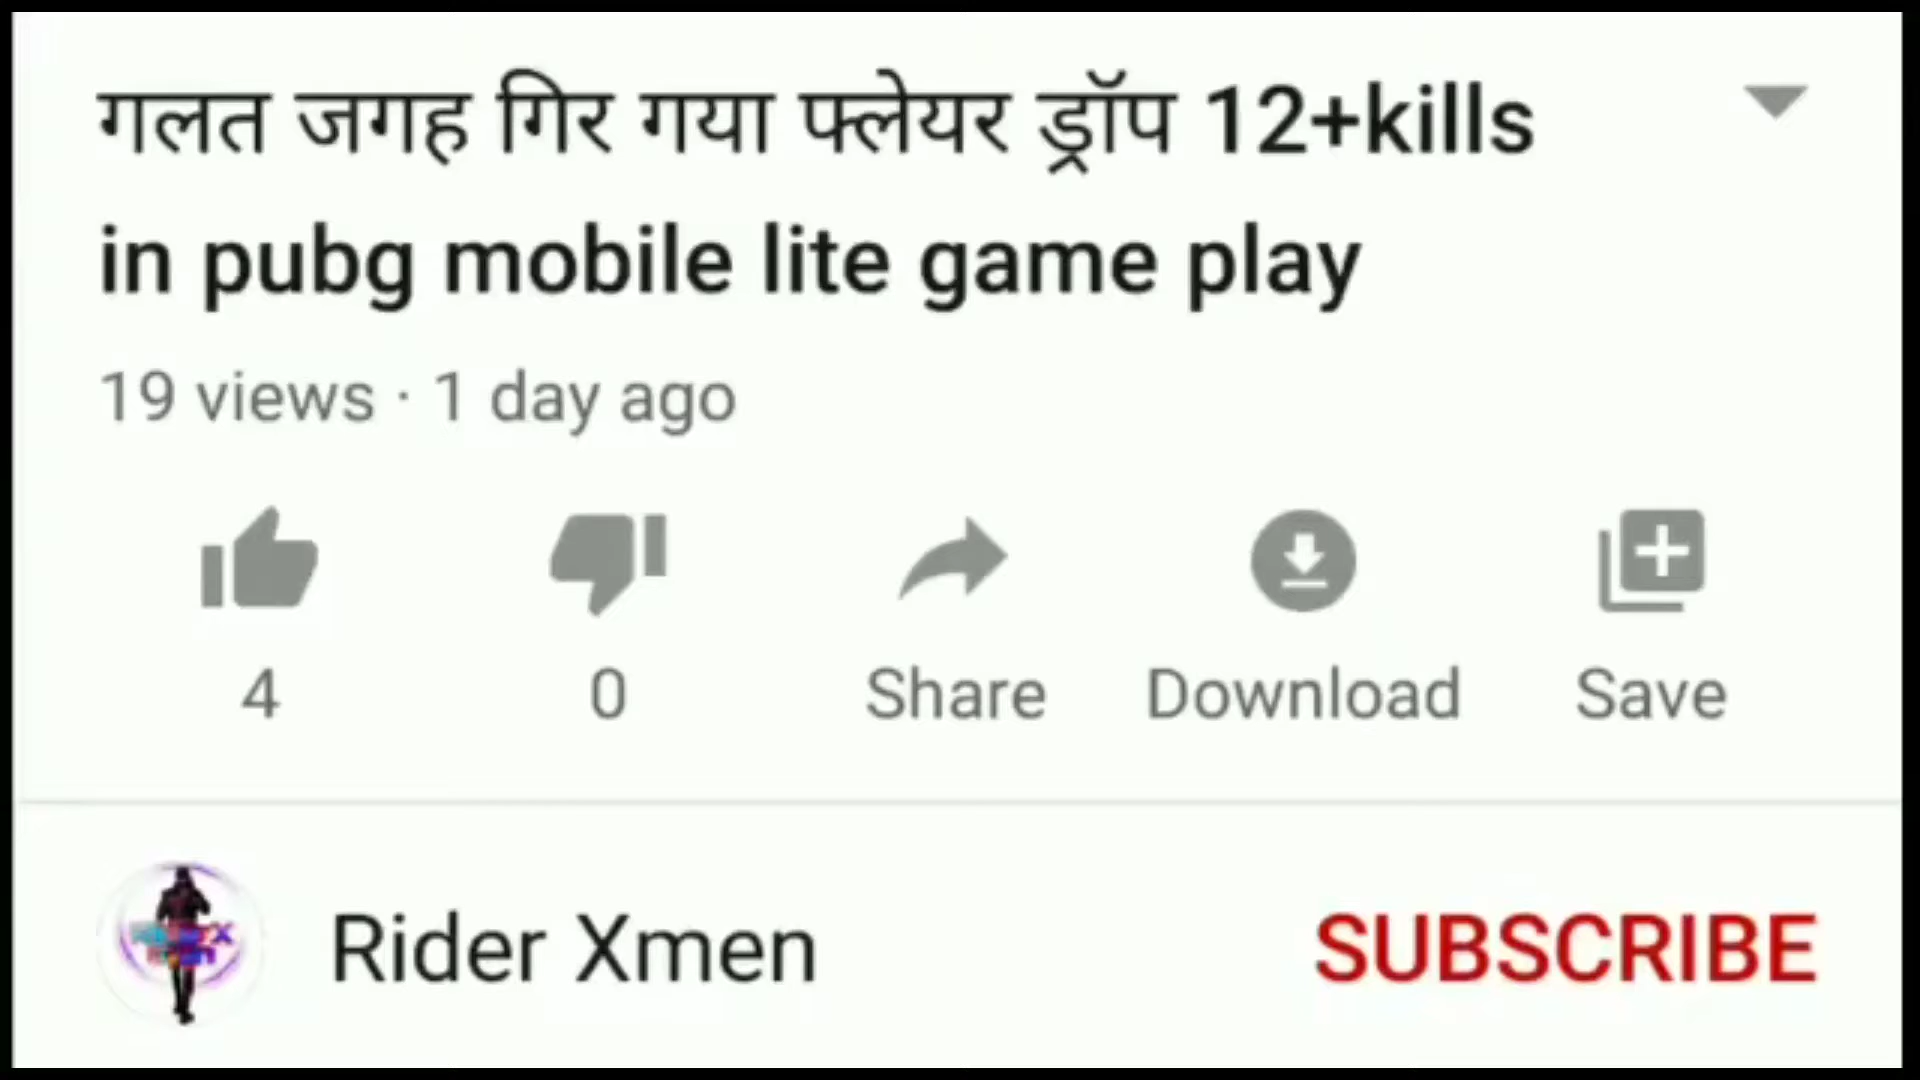 गलत जगह गिर गया फ्लेयर ड्रॉप 12+kills
in pubg mobile lite game play
19 views · 1 day ago
4 0 Share Download Save
Rider Xmen SUBSCRIBE